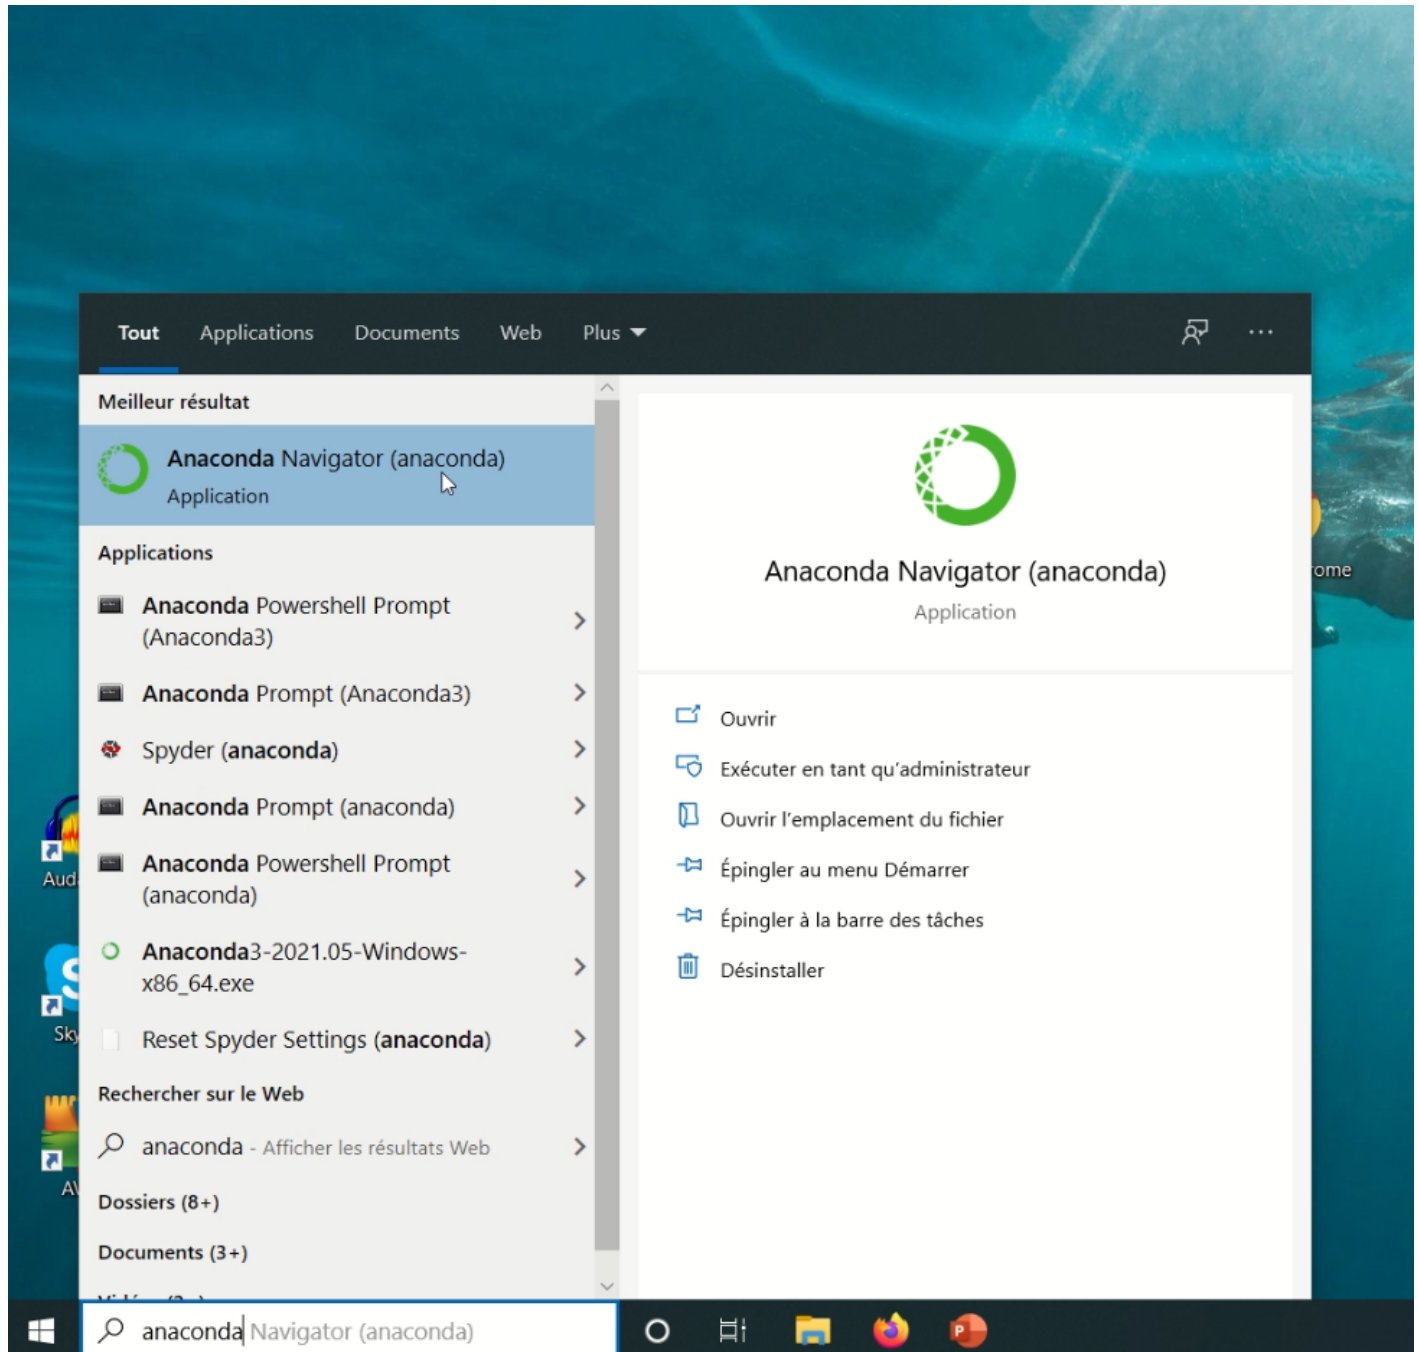 Tout Applications Documents Web Plus
Meilleur résultat
Anaconda Navigator (anaconda)
Application
Applications
Anaconda Powershell Prompt
(Anaconda3)
Anaconda Prompt (Anaconda3)
Spyder (anaconda)
Anaconda Prompt (anaconda)
Anaconda Powershell Prompt
(anaconda)
Anaconda3-2021.05-Windows-
x86_64.exe
Reset Spyder Settings (anaconda)
Rechercher sur le Web
anaconda - Afficher les résultats Web
Dossiers (8+)
Documents (3+)
anaconda Navigator (anaconda)
Anaconda Navigator (anaconda)
Application
Ouvrir
Exécuter en tant qu'administrateur
Ouvrir l'emplacement du fichier
Épingler au menu Démarrer
Épingler à la barre des tâches
Désinstaller
Aud
Sky
AV
ome
P